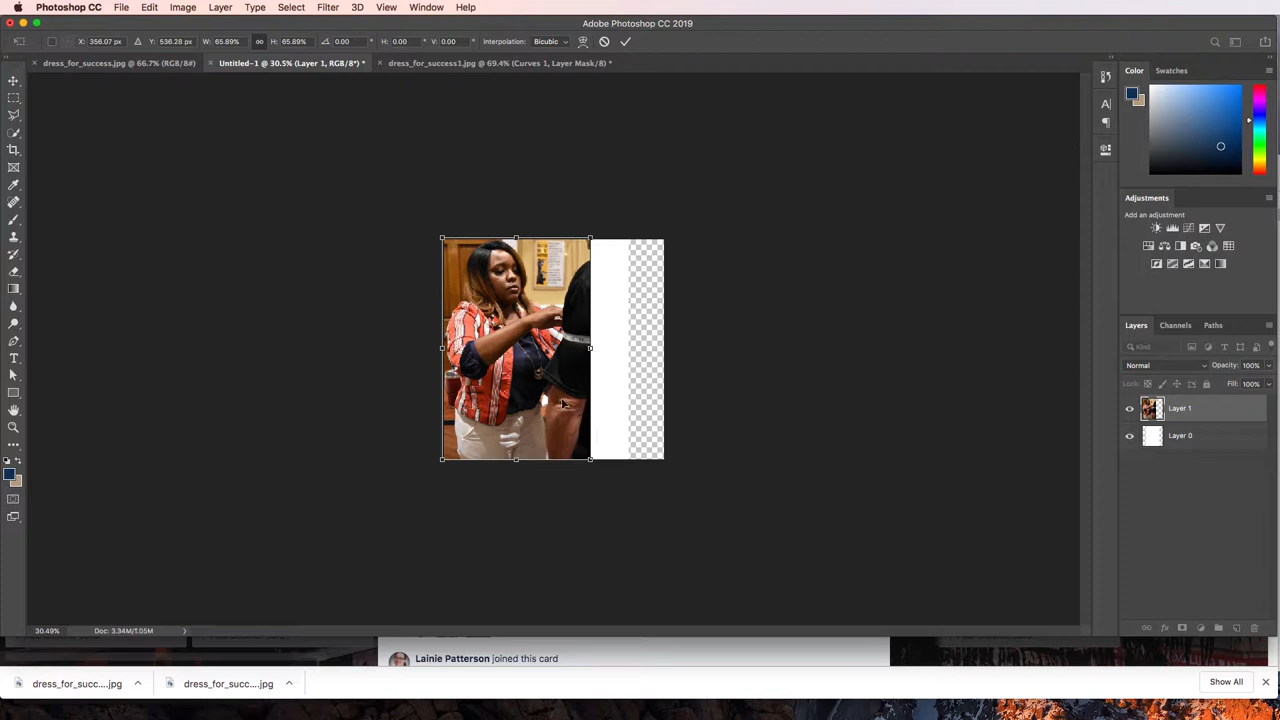 Photoshop CC File Edit Image Layer Type Select Filter 3D View Window Help
Adobe Photoshop CC 2019
X: 356.07 px Y: 536.28 px W: 65.89% H: 65.89% 0.00 ° H: 0.00 ° V: 0.00 ° Interpolation: Bicubic
dress_for_success.jpg @ 66.7% (RGB/8#) Untitled-1 @ 30.5% (Layer 1, RGB/8*) * dress_for_success1.jpg @ 69.4% (Curves 1, Layer Mask/8) *
Color Swatches
Adjustments
Add an adjustment
Layers Channels Paths
Kind
Normal Opacity: 100%
Lock: Fill: 100%
Layer 1
Layer 0
30.49% Doc: 3.34M/1.05M
Lainie Patterson joined this card
dress_for_succ....jpg dress_for_succ....jpg Show All